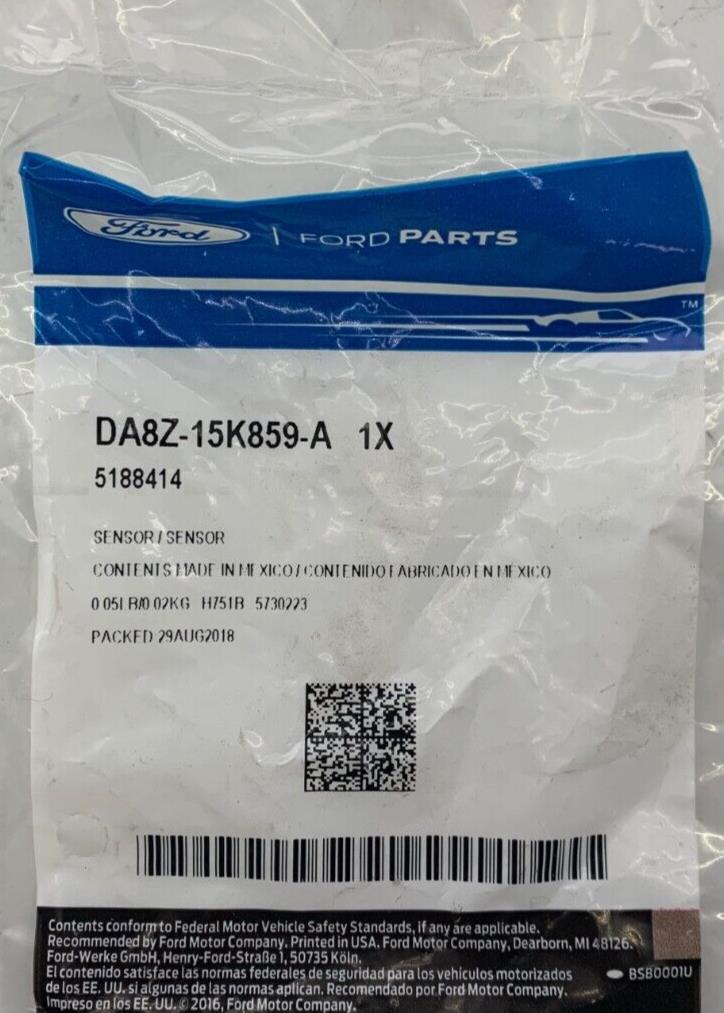 Ford | FORD PARTS
TM
DA8Z-15K859-A 1X
5188414
SENSOR / SENSOR
CONTENTS MADE IN MEXICO / CONTENIDO FABRICADO EN MEXICO
0.05LB/0.02KG H751B 5730223
PACKED 29AUG2018
Contents conform to Federal Motor Vehicle Safety Standards, if any are applicable.
Recommended by Ford Motor Company. Printed in USA. Ford Motor Company, Dearborn, MI 48126.
Ford-Werke GmbH, Henry-Ford-Straße 1, 50735 Köln.
El contenido satisface las normas federales de seguridad para los vehículos motorizados
de los EE. UU. si algunas de las normas aplican. Recomendado por Ford Motor Company.
BSB0001U
Impreso en los EE. UU. © 2016, Ford Motor Company.